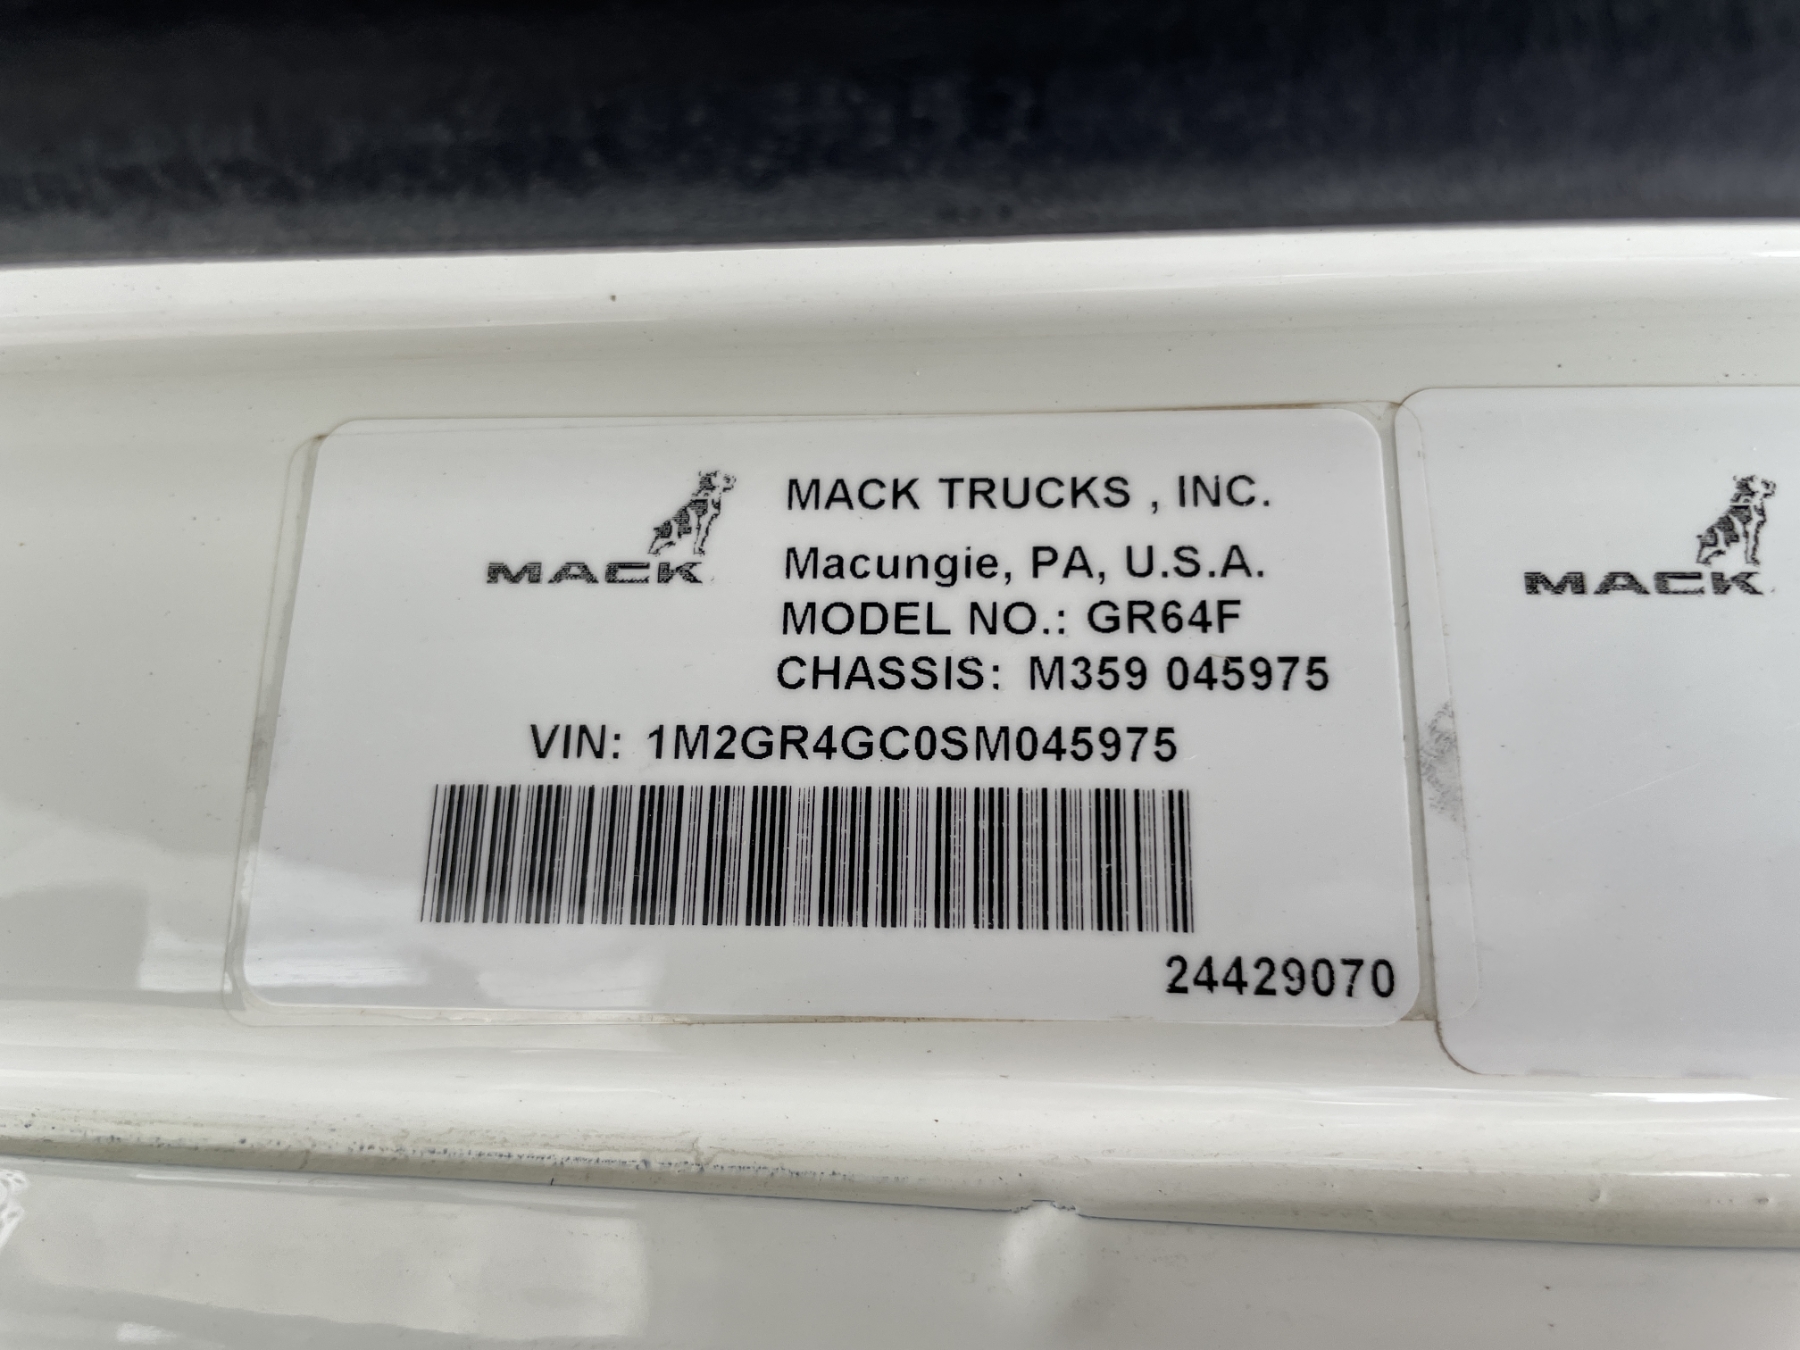 MACK
MACK TRUCKS , INC.
Macungie, PA, U.S.A.
MODEL NO.: GR64F
CHASSIS: M359 045975
VIN: 1M2GR4GC0SM045975
24429070
MACK